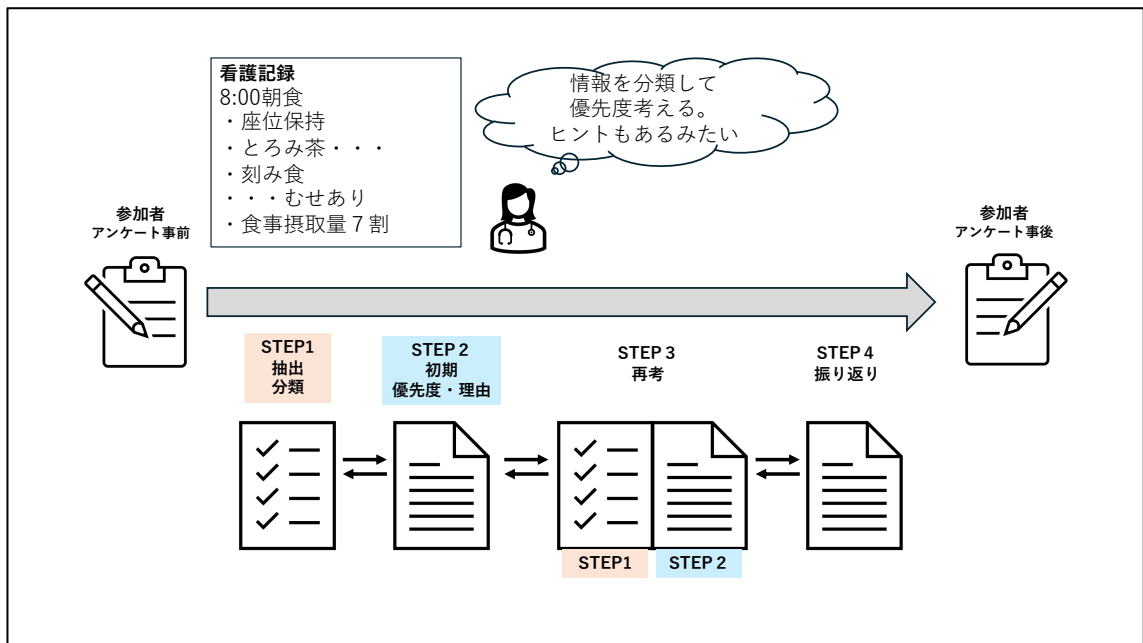 看護記録
8:00朝食
・座位保持
・とろみ茶・・・
・刻み食
・・・むせあり
・食事摂取量７割
情報を分類して
優先度考える。
ヒントもあるみたい
参加者
アンケート事前
参加者
アンケート事後
STEP1
抽出
分類
STEP２
初期
優先度・理由
STEP３
再考
STEP４
振り返り
STEP1
STEP２